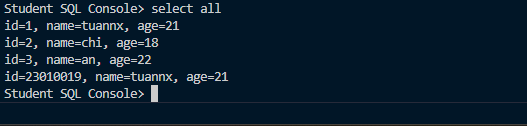 Student SQL Console> select all
id=1, name=tuannx, age=21
id=2, name=chi, age=18
id=3, name=an, age=22
id=23010019, name=tuannx, age=21
Student SQL Console>